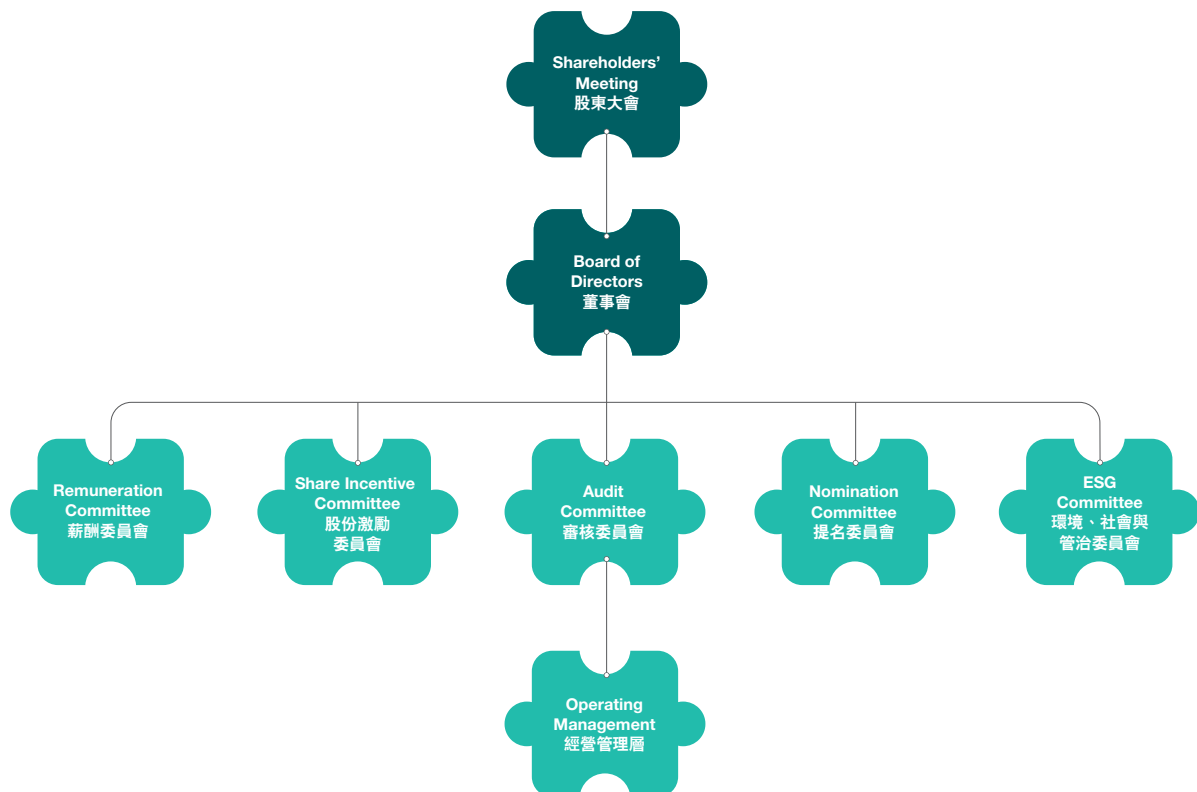 Shareholders’
Meeting
股東大會
Board of
Directors
董事會
Remuneration
Committee
薪酬委員會
Share Incentive
Committee
股份激勵
委員會
Audit
Committee
審核委員會
Nomination
Committee
提名委員會
ESG
Committee
環境、社會與
管治委員會
Operating
Management
經營管理層